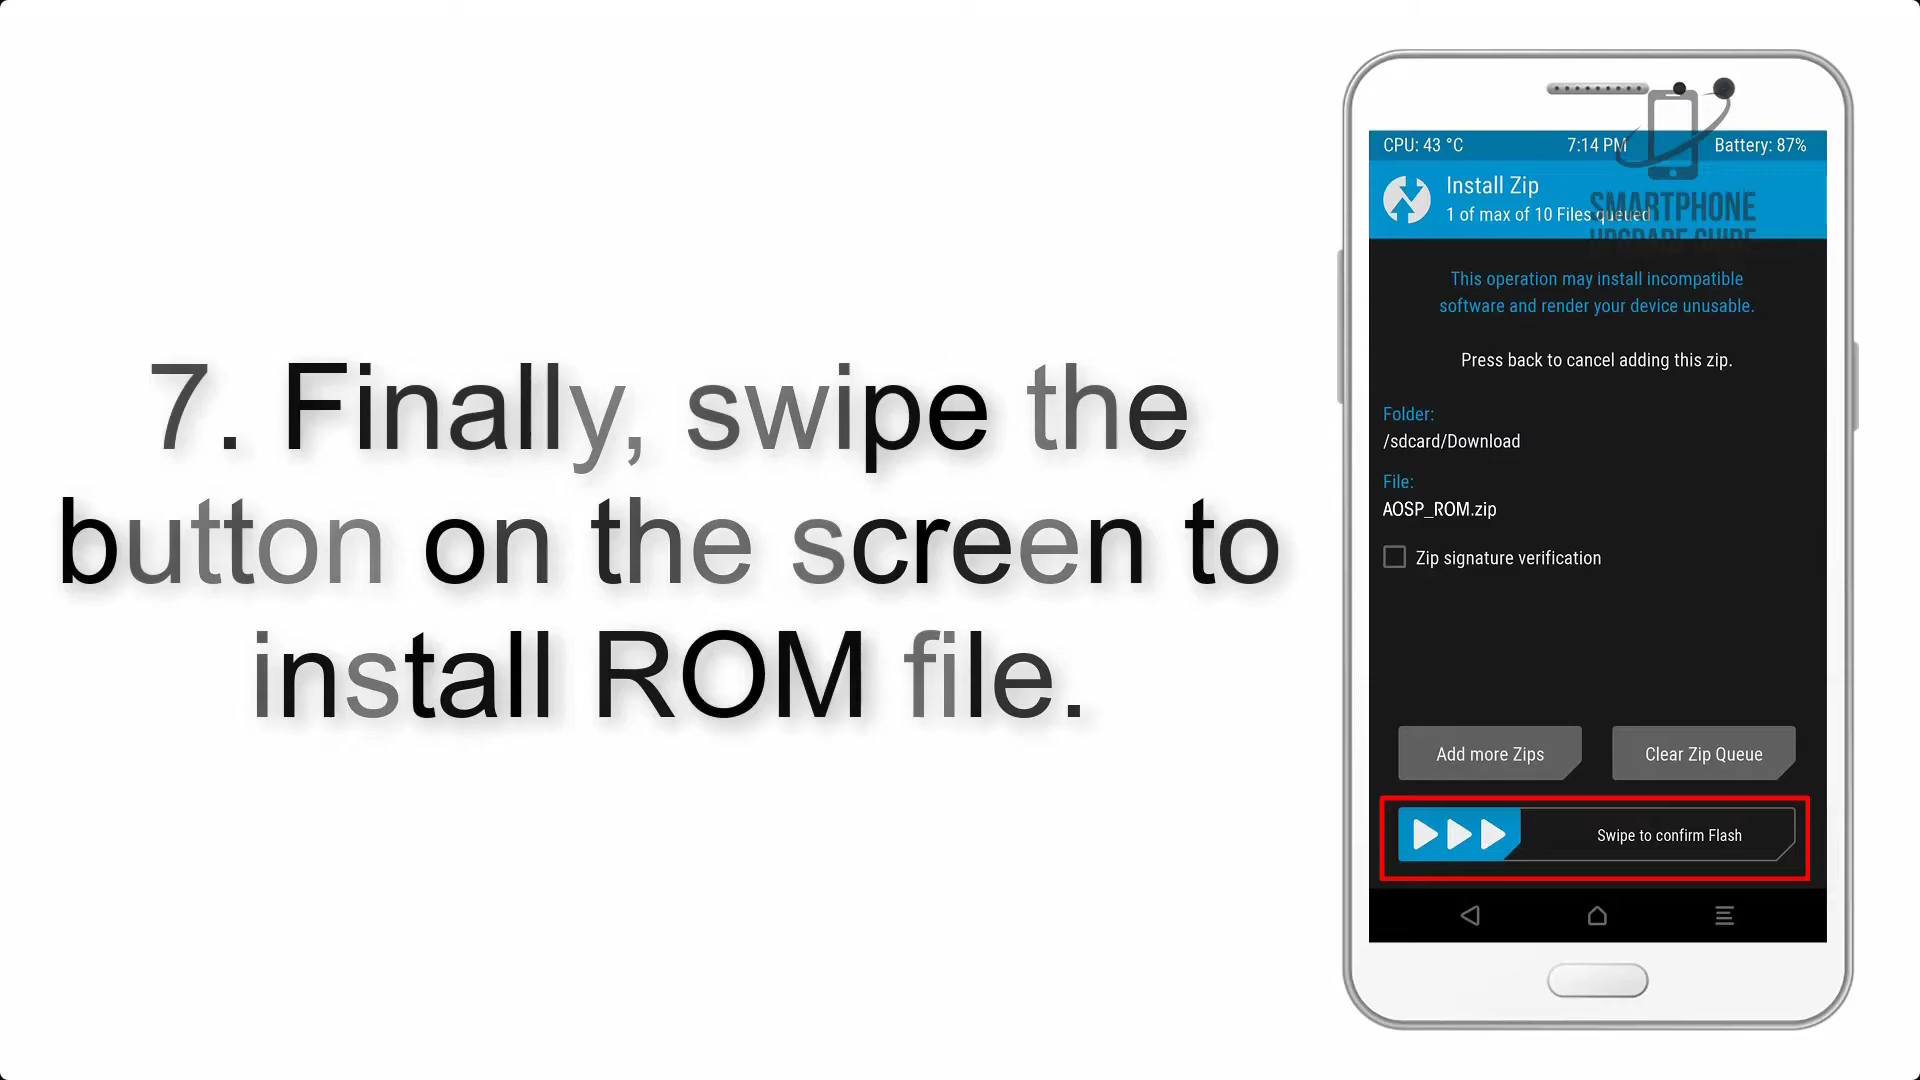 7. Finally, swipe the
button on the screen to
install ROM file.
CPU: 43 °C 7:14 PM Battery: 87%
Install Zip
1 of max of 10 Files queued
SMARTPHONE
UPGRADE GUIDE
This operation may install incompatible
software and render your device unusable.
Press back to cancel adding this zip.
Folder:
/sdcard/Download
File:
AOSP_ROM.zip
Zip signature verification
Add more Zips Clear Zip Queue
Swipe to confirm Flash